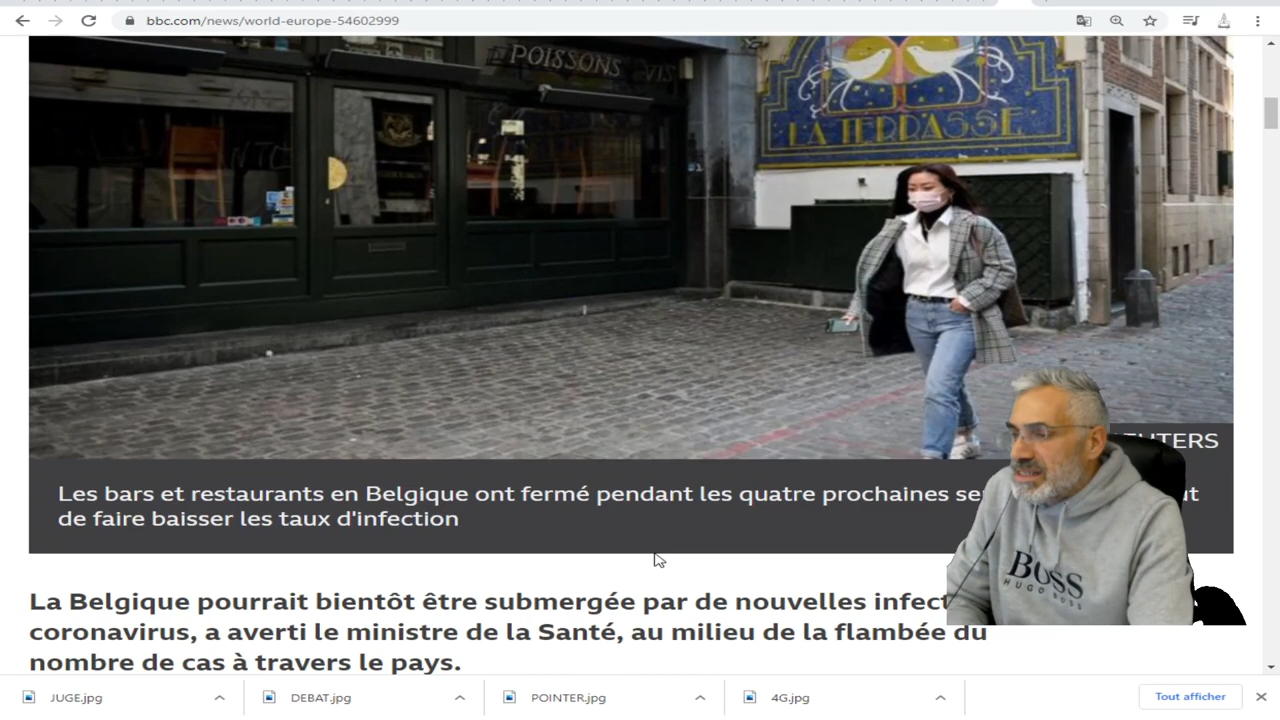 bbc.com/news/world-europe-54602999
POISSONS
VIS
LA TERRASSE
Les bars et restaurants en Belgique ont fermé pendant les quatre prochaines
de faire baisser les taux d'infection
BOSS
HUGO BOSS
La Belgique pourrait bientôt être submergée par de nouvelles
coronavirus, a averti le ministre de la Santé, au milieu de la flambée du
nombre de cas à travers le pays.
JUGE.jpg
DEBAT.jpg
POINTER.jpg
4G.jpg
Tout afficher